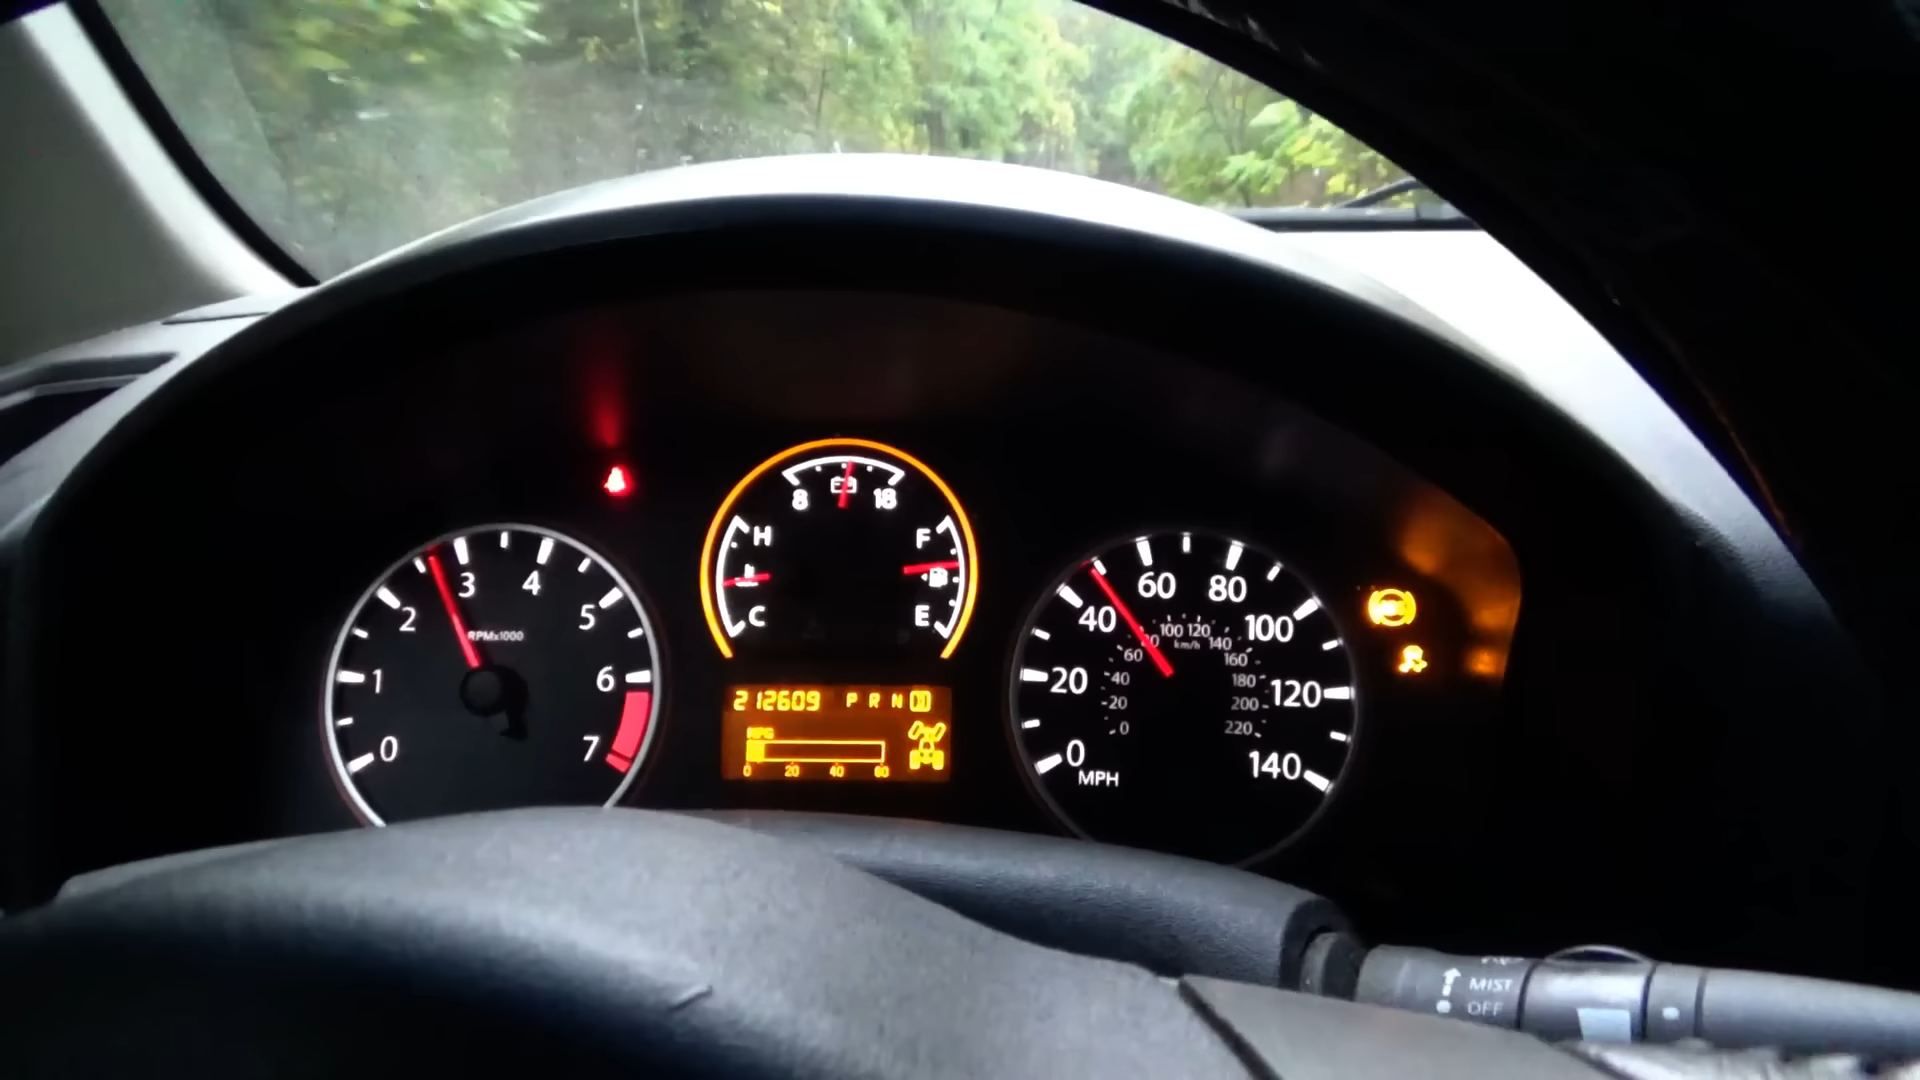 8 18
H
C
F
E
0 1 2 3 4 5 6 7
RPMx1000
212609 P R N D
MPG
0 20 40 60
0 20 40 60 80 100 120 140
MPH
0 20 40 60 80 100 120 140 160 180 200 220
km/h
MIST
OFF